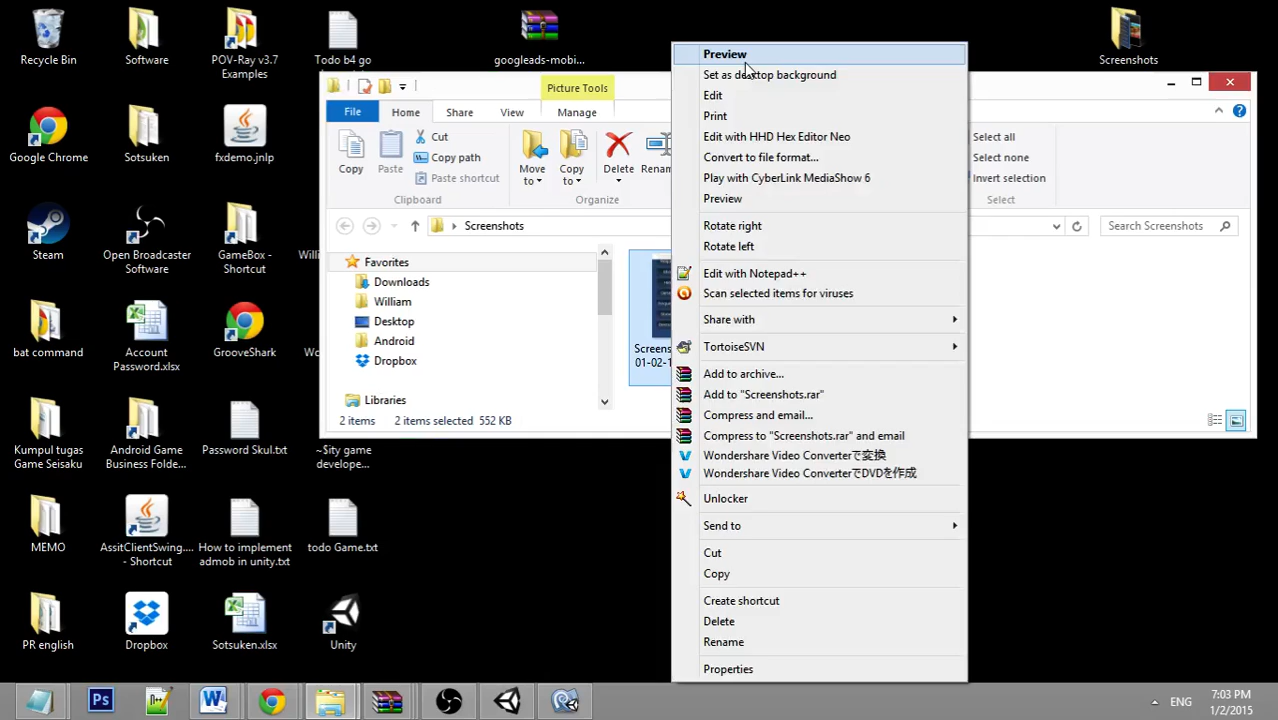 Recycle Bin
Software
POV-Ray v3.7
Examples
Todo b4 go
googleads-mobi...
Screenshots
Google Chrome
Sotsuken
fxdemo.jnlp
Steam
Open Broadcaster
Software
GameBox -
Shortcut
bat command
Account
Password.xlsx
GrooveShark
Kumpul tugas
Game Seisaku
Android Game
Business Folde...
Password Skul.txt
~$ity game
develope...
MEMO
AssitClientSwing....
- Shortcut
How to implement
admob in unity.txt
todo Game.txt
PR english
Dropbox
Sotsuken.xlsx
Unity
Picture Tools
File
Home
Share
View
Manage
Copy
Paste
Cut
Copy path
Paste shortcut
Clipboard
Move
to
Copy
to
Delete
Organize
Select all
Select none
Invert selection
Select
Screenshots
Search Screenshots
Favorites
Downloads
William
Desktop
Android
Dropbox
Libraries
01-02-1
2 items 2 items selected 552 KB
Preview
Set as desktop background
Edit
Print
Edit with HHD Hex Editor Neo
Convert to file format...
Play with CyberLink MediaShow 6
Preview
Rotate right
Rotate left
Edit with Notepad++
Scan selected items for viruses
Share with
TortoiseSVN
Add to archive...
Add to "Screenshots.rar"
Compress and email...
Compress to "Screenshots.rar" and email
Wondershare Video Converterで変換
Wondershare Video ConverterでDVDを作成
Unlocker
Send to
Cut
Copy
Create shortcut
Delete
Rename
Properties
Ps
ENG
7:03 PM
1/2/2015